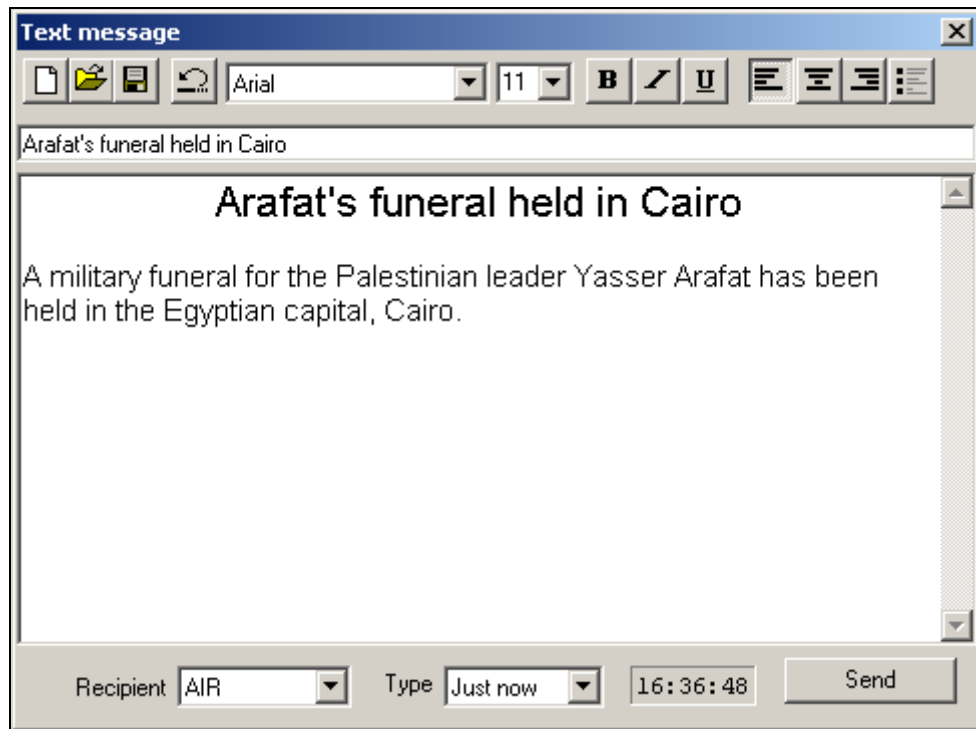 Text message
Arial 11 B I U
Arafat's funeral held in Cairo
Arafat's funeral held in Cairo
A military funeral for the Palestinian leader Yasser Arafat has been
held in the Egyptian capital, Cairo.
Recipient AIR Type Just now 16:36:48 Send